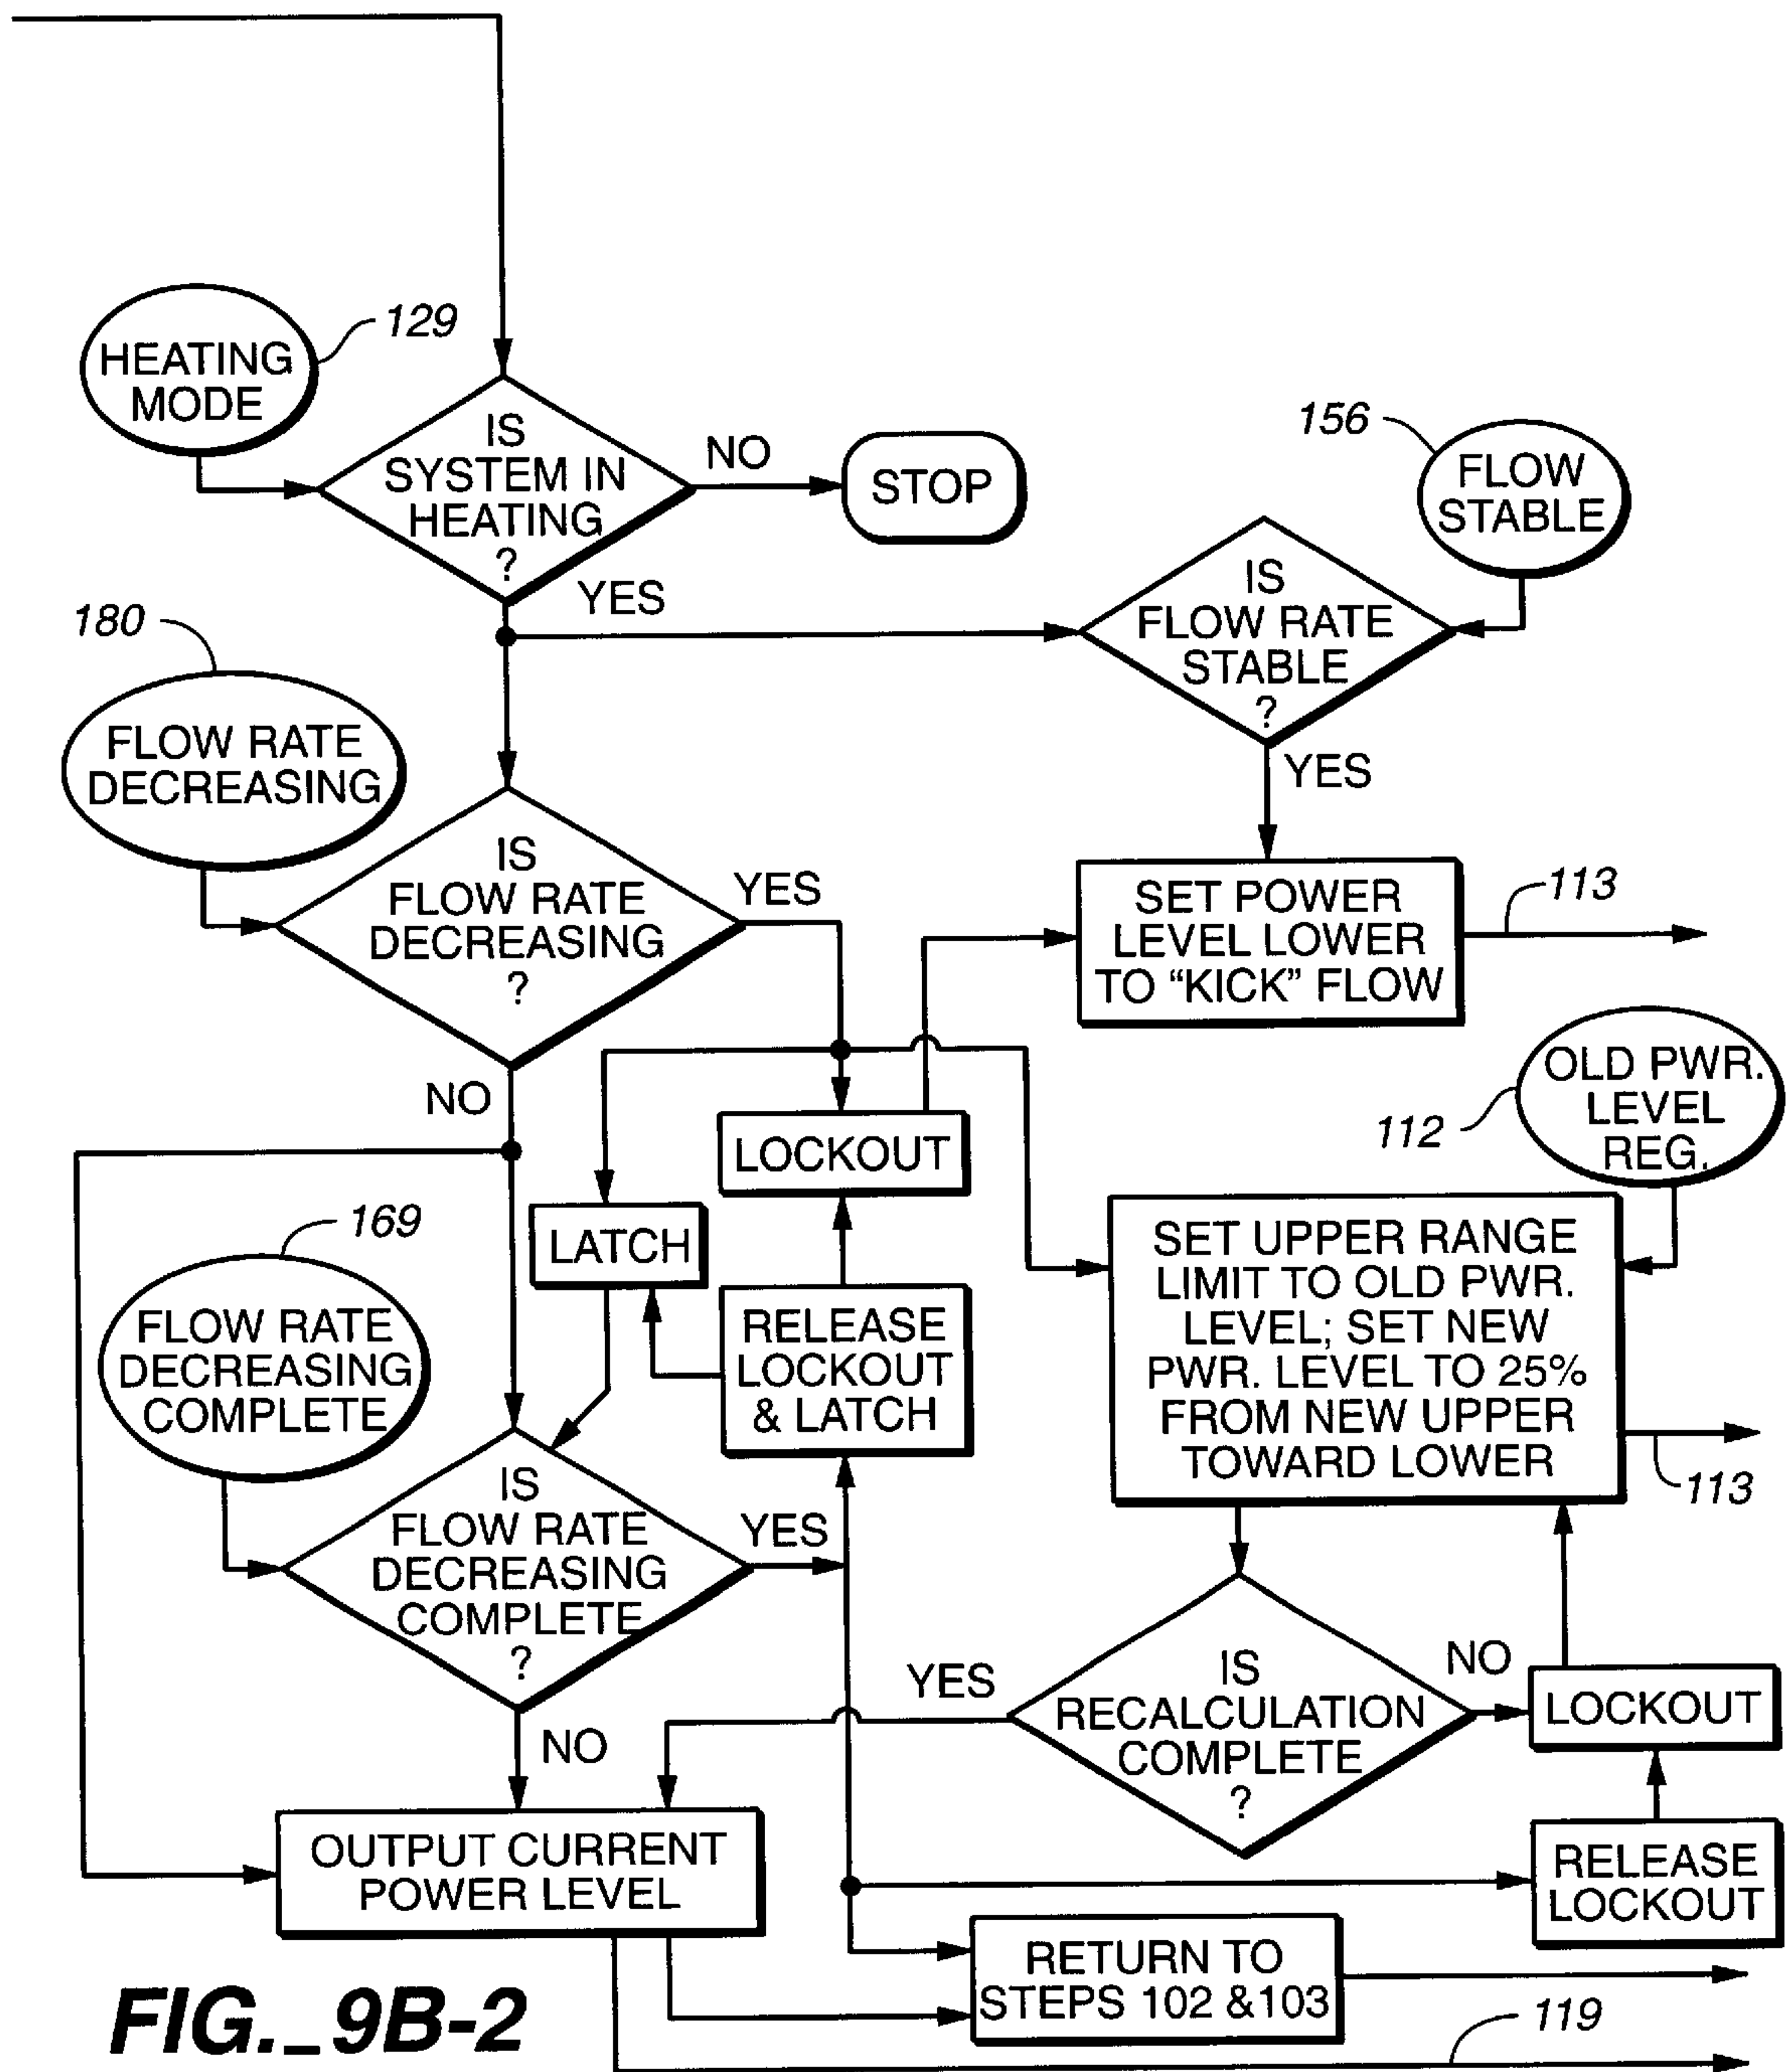 HEATING
MODE
129
IS
SYSTEM IN
HEATING
?
NO
STOP
YES
156
FLOW
STABLE
IS
FLOW RATE
STABLE
?
YES
180
FLOW RATE
DECREASING
IS
FLOW RATE
DECREASING
?
YES
NO
SET POWER
LEVEL LOWER
TO “KICK” FLOW
113
OLD PWR.
LEVEL
REG.
112
LOCKOUT
LATCH
RELEASE
LOCKOUT
& LATCH
169
FLOW RATE
DECREASING
COMPLETE
SET UPPER RANGE
LIMIT TO OLD PWR.
LEVEL; SET NEW
PWR. LEVEL TO 25%
FROM NEW UPPER
TOWARD LOWER
113
IS
FLOW RATE
DECREASING
COMPLETE
?
YES
NO
IS
RECALCULATION
COMPLETE
?
YES
NO
LOCKOUT
RELEASE
LOCKOUT
OUTPUT CURRENT
POWER LEVEL
RETURN TO
STEPS 102 &103
119
FIG._9B-2